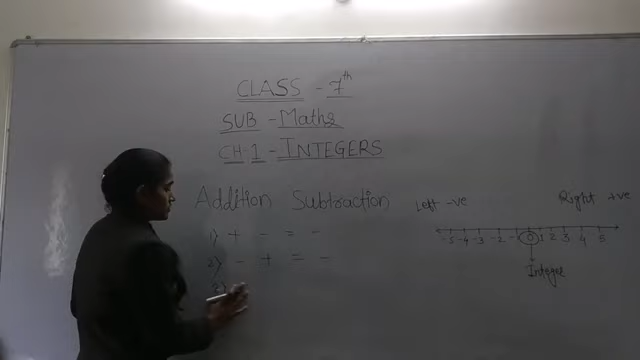 CLASS - 7th
SUB - Maths
CH-1 - INTEGERS
Addition Subtraction
1) + - = -
2) - + = -
3)
Left -ve
Right +ve
-5 -4 -3 -2 -1 0 1 2 3 4 5
Integer